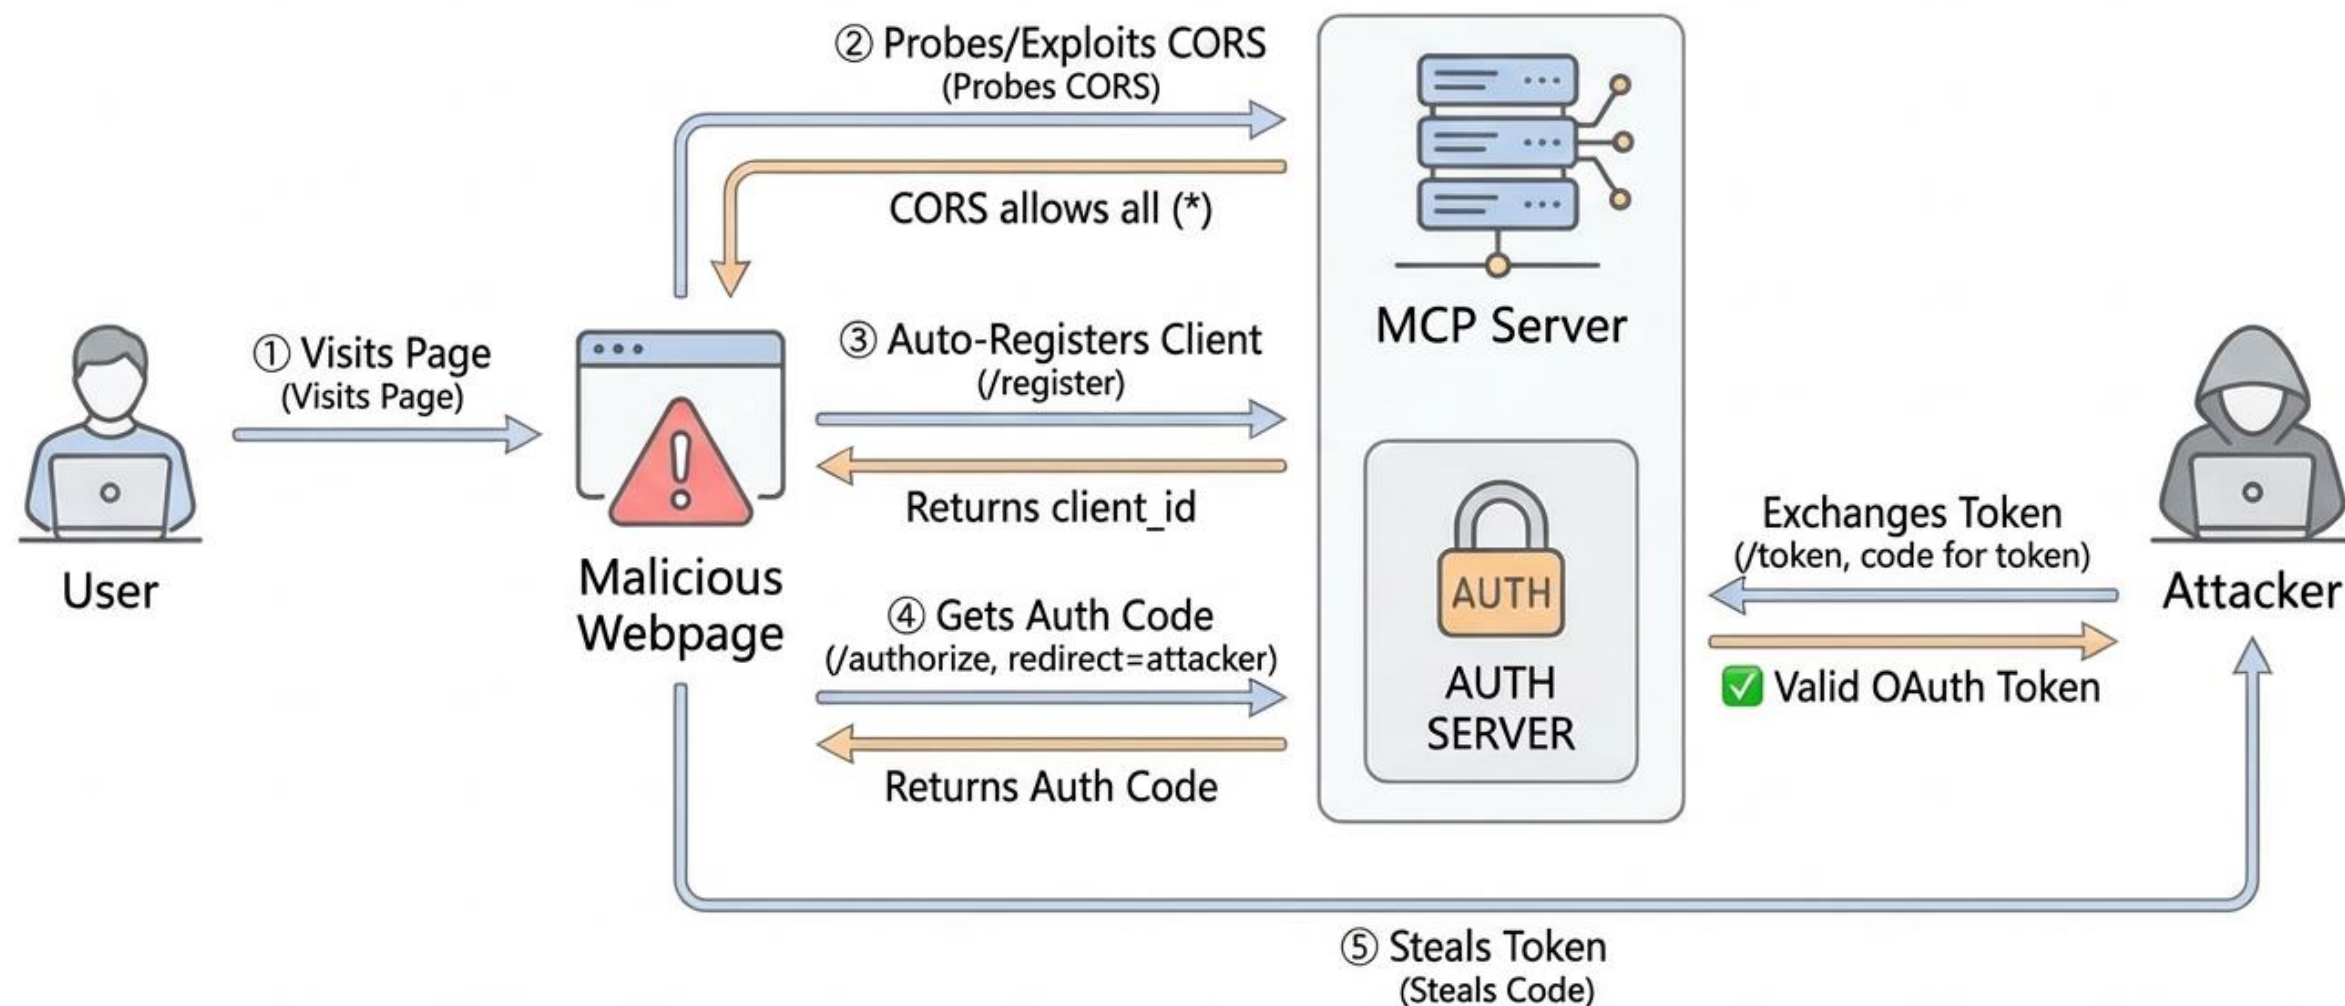 ② Probes/Exploits CORS
(Probes CORS)
CORS allows all (*)
① Visits Page
(Visits Page)
User
Malicious
Webpage
③ Auto-Registers Client
(/register)
Returns client_id
④ Gets Auth Code
(/authorize, redirect=attacker)
Returns Auth Code
MCP Server
AUTH
AUTH
SERVER
Exchanges Token
(/token, code for token)
✅ Valid OAuth Token
Attacker
⑤ Steals Token
(Steals Code)